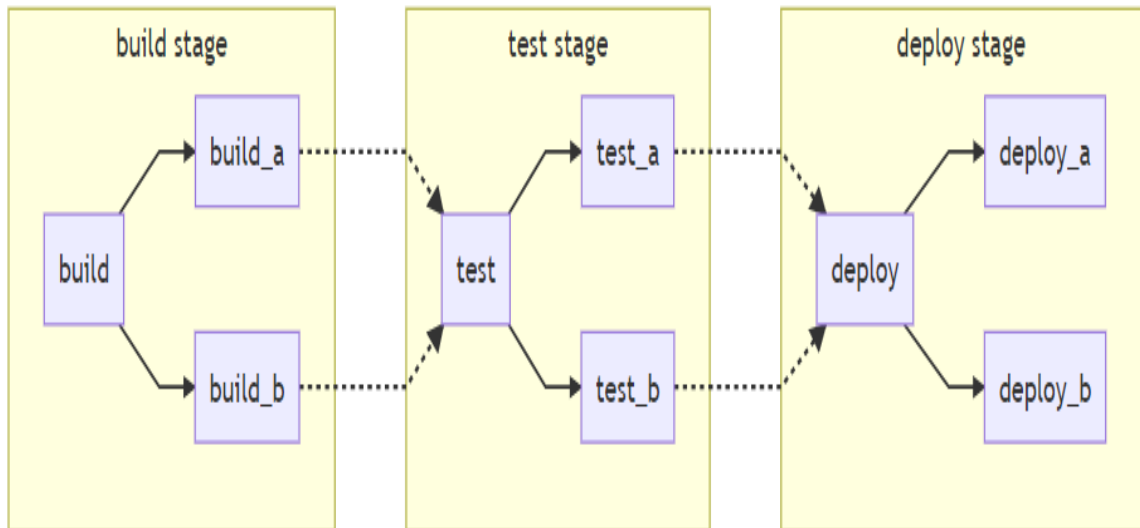 build stage
test stage
deploy stage
build_a
test_a
deploy_a
build
test
deploy
build_b
test_b
deploy_b